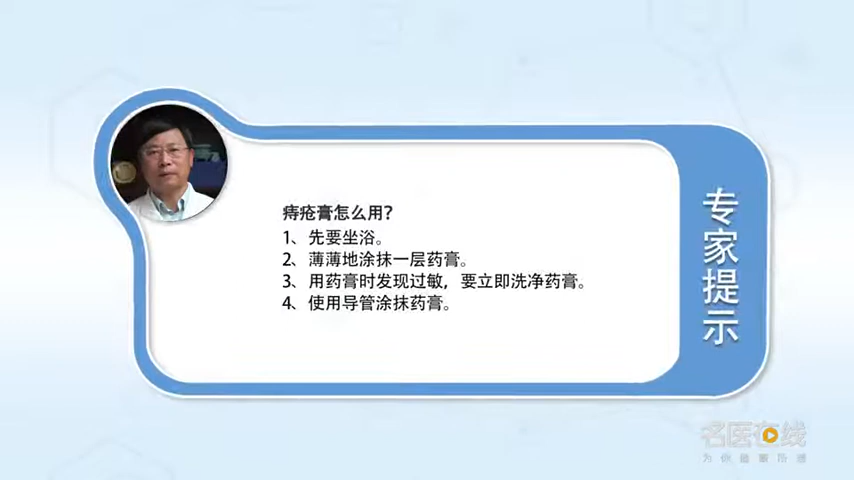 痔疮膏怎么用？
1、先要坐浴。
2、薄薄地涂抹一层药膏。
3、用药膏时发现过敏，要立即洗净药膏。
4、使用导管涂抹药膏。
专家提示
名医在线